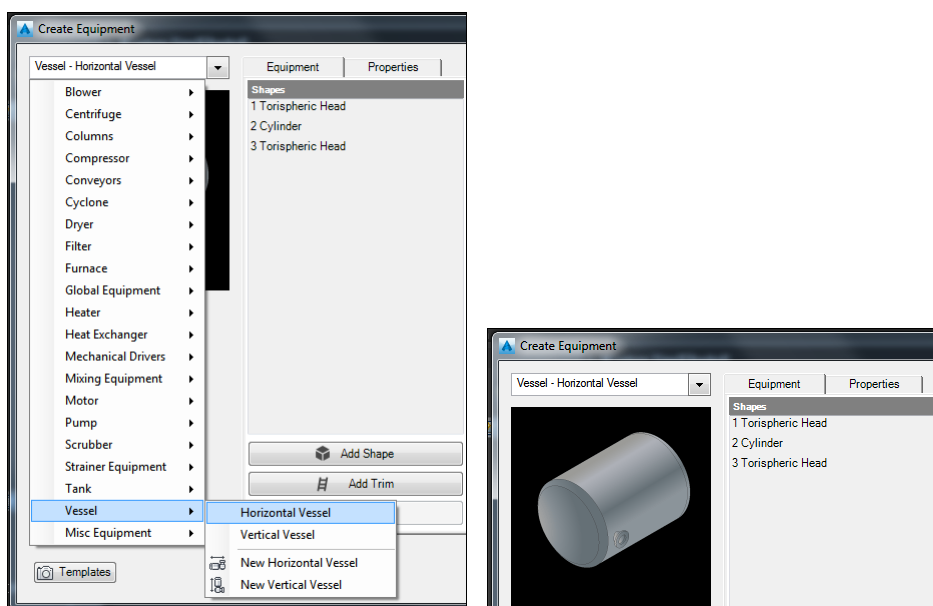 Create Equipment
Vessel - Horizontal Vessel
Equipment Properties
Shapes
1 Torispheric Head
2 Cylinder
3 Torispheric Head
Blower
Centrifuge
Columns
Compressor
Conveyors
Cyclone
Dryer
Filter
Furnace
Global Equipment
Heater
Heat Exchanger
Mechanical Drivers
Mixing Equipment
Motor
Pump
Scrubber
Strainer Equipment
Tank
Vessel
Misc Equipment
Add Shape
Add Trim
Horizontal Vessel
Vertical Vessel
New Horizontal Vessel
New Vertical Vessel
Templates
Create Equipment
Vessel - Horizontal Vessel
Equipment Properties
Shapes
1 Torispheric Head
2 Cylinder
3 Torispheric Head